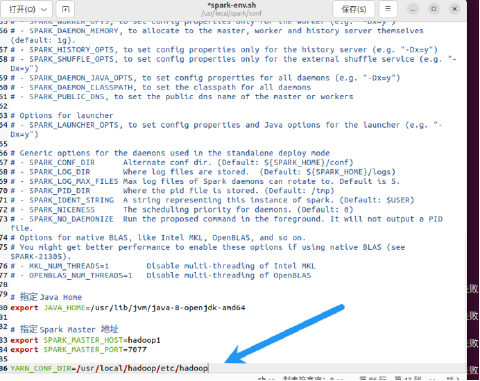 打开(O)
*spark-env.sh
/usr/local/spark/conf
保存(S)
# - SPARK_WORKER_OPTS, to set config properties only for the worker (e.g. "-Dx=y")
56 # - SPARK_DAEMON_MEMORY, to allocate to the master, worker and history server themselves
(default: 1g).
57 # - SPARK_HISTORY_OPTS, to set config properties only for the history server (e.g. "-Dx=y")
58 # - SPARK_SHUFFLE_OPTS, to set config properties only for the external shuffle service (e.g. "-
Dx=y")
59 # - SPARK_DAEMON_JAVA_OPTS, to set config properties for all daemons (e.g. "-Dx=y")
60 # - SPARK_DAEMON_CLASSPATH, to set the classpath for all daemons
61 # - SPARK_PUBLIC_DNS, to set the public dns name of the master or workers
62
63 # Options for launcher
64 # - SPARK_LAUNCHER_OPTS, to set config properties and Java options for the launcher (e.g. "-
Dx=y")
65
66 # Generic options for the daemons used in the standalone deploy mode
67 # - SPARK_CONF_DIR Alternate conf dir. (Default: ${SPARK_HOME}/conf)
68 # - SPARK_LOG_DIR Where log files are stored. (Default: ${SPARK_HOME}/logs)
69 # - SPARK_LOG_MAX_FILES Max log files of Spark daemons can rotate to. Default is 5.
70 # - SPARK_PID_DIR Where the pid file is stored. (Default: /tmp)
71 # - SPARK_IDENT_STRING A string representing this instance of spark. (Default: $USER)
72 # - SPARK_NICENESS The scheduling priority for daemons. (Default: 0)
73 # - SPARK_NO_DAEMONIZE Run the proposed command in the foreground. It will not output a PID
file.
74 # Options for native BLAS, like Intel MKL, OpenBLAS, and so on.
75 # You might get better performance to enable these options if using native BLAS (see
SPARK-21305).
76 # - MKL_NUM_THREADS=1 Disable multi-threading of Intel MKL
77 # - OPENBLAS_NUM_THREADS=1 Disable multi-threading of OpenBLAS
78
79 # 指定 Java Home
80 export JAVA_HOME=/usr/lib/jvm/java-8-openjdk-amd64
81
82 # 指定 Spark Master 地址
83 export SPARK_MASTER_HOST=hadoop1
84 export SPARK_MASTER_PORT=7077
85
86 YARN_CONF_DIR=/usr/local/hadoop/etc/hadoop